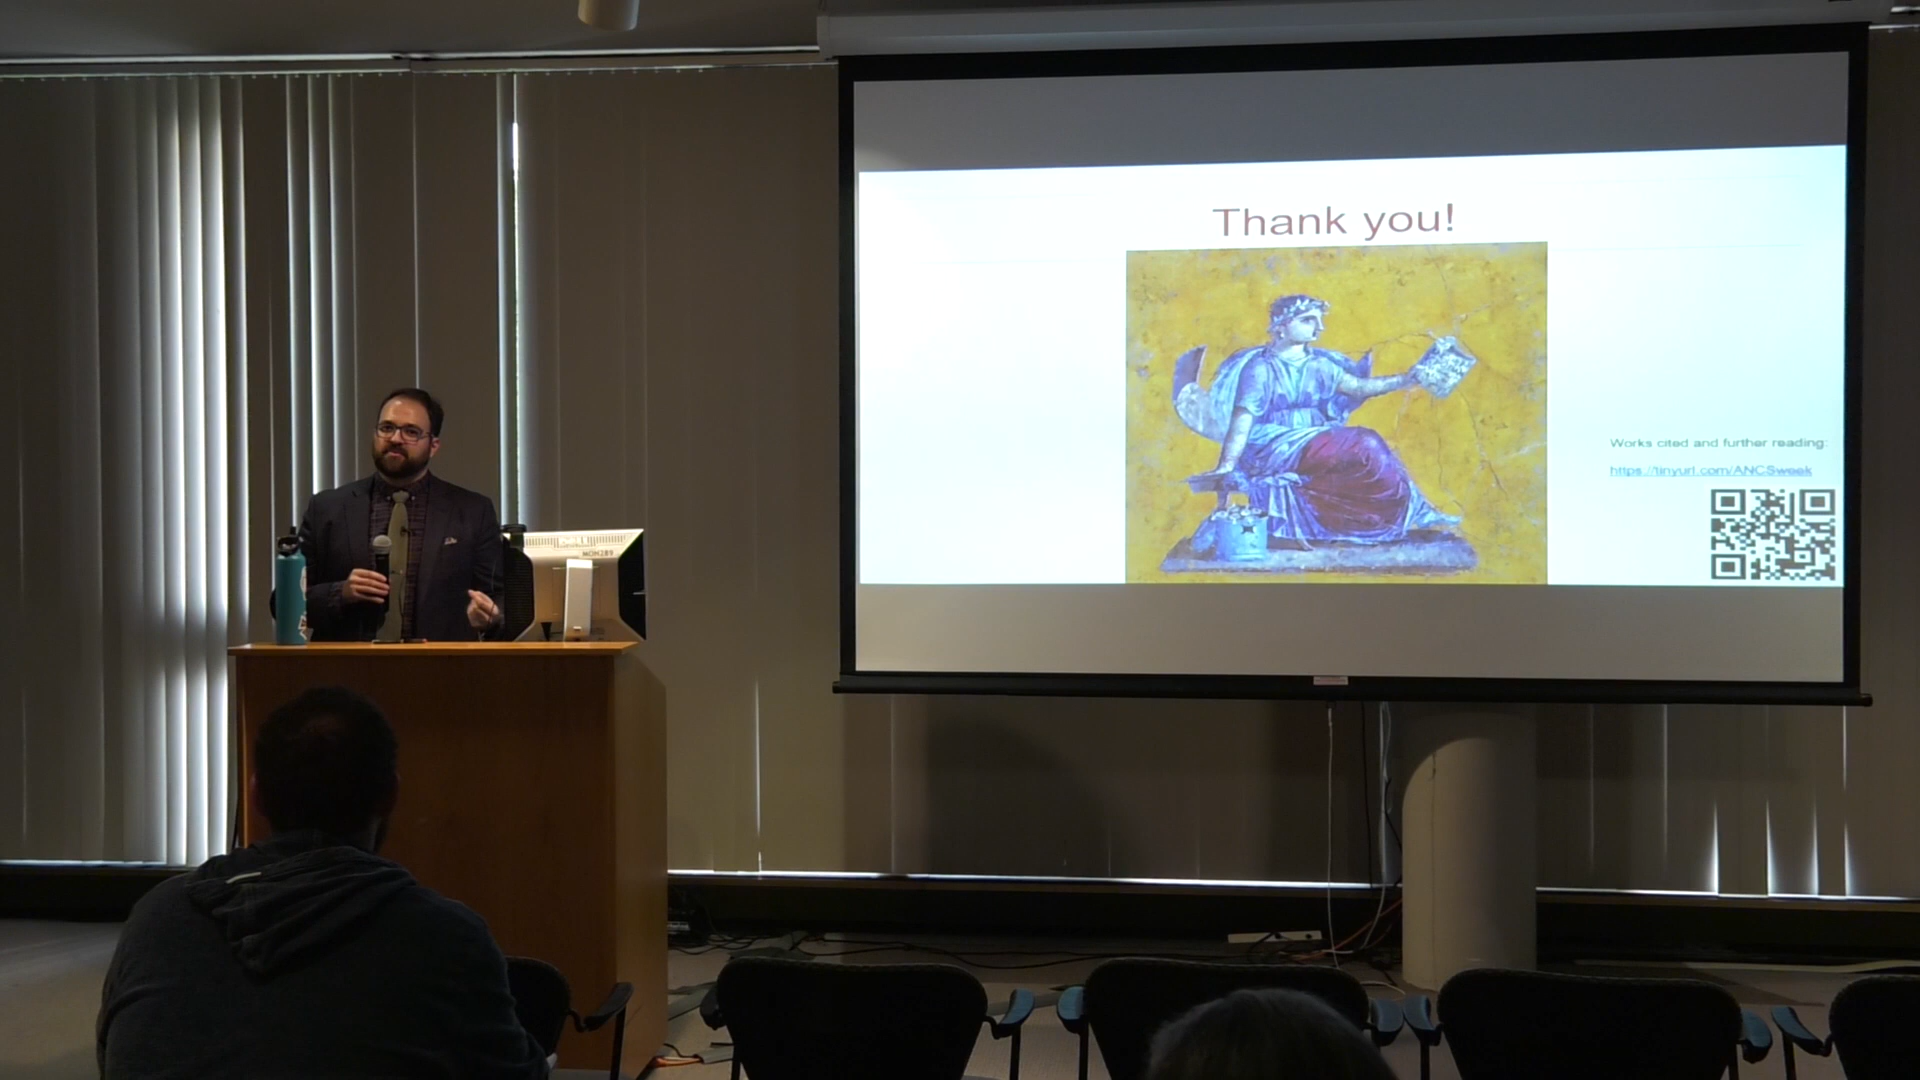 Thank you!
Works cited and further reading:
https://tinyurl.com/ANCSweek
DELL